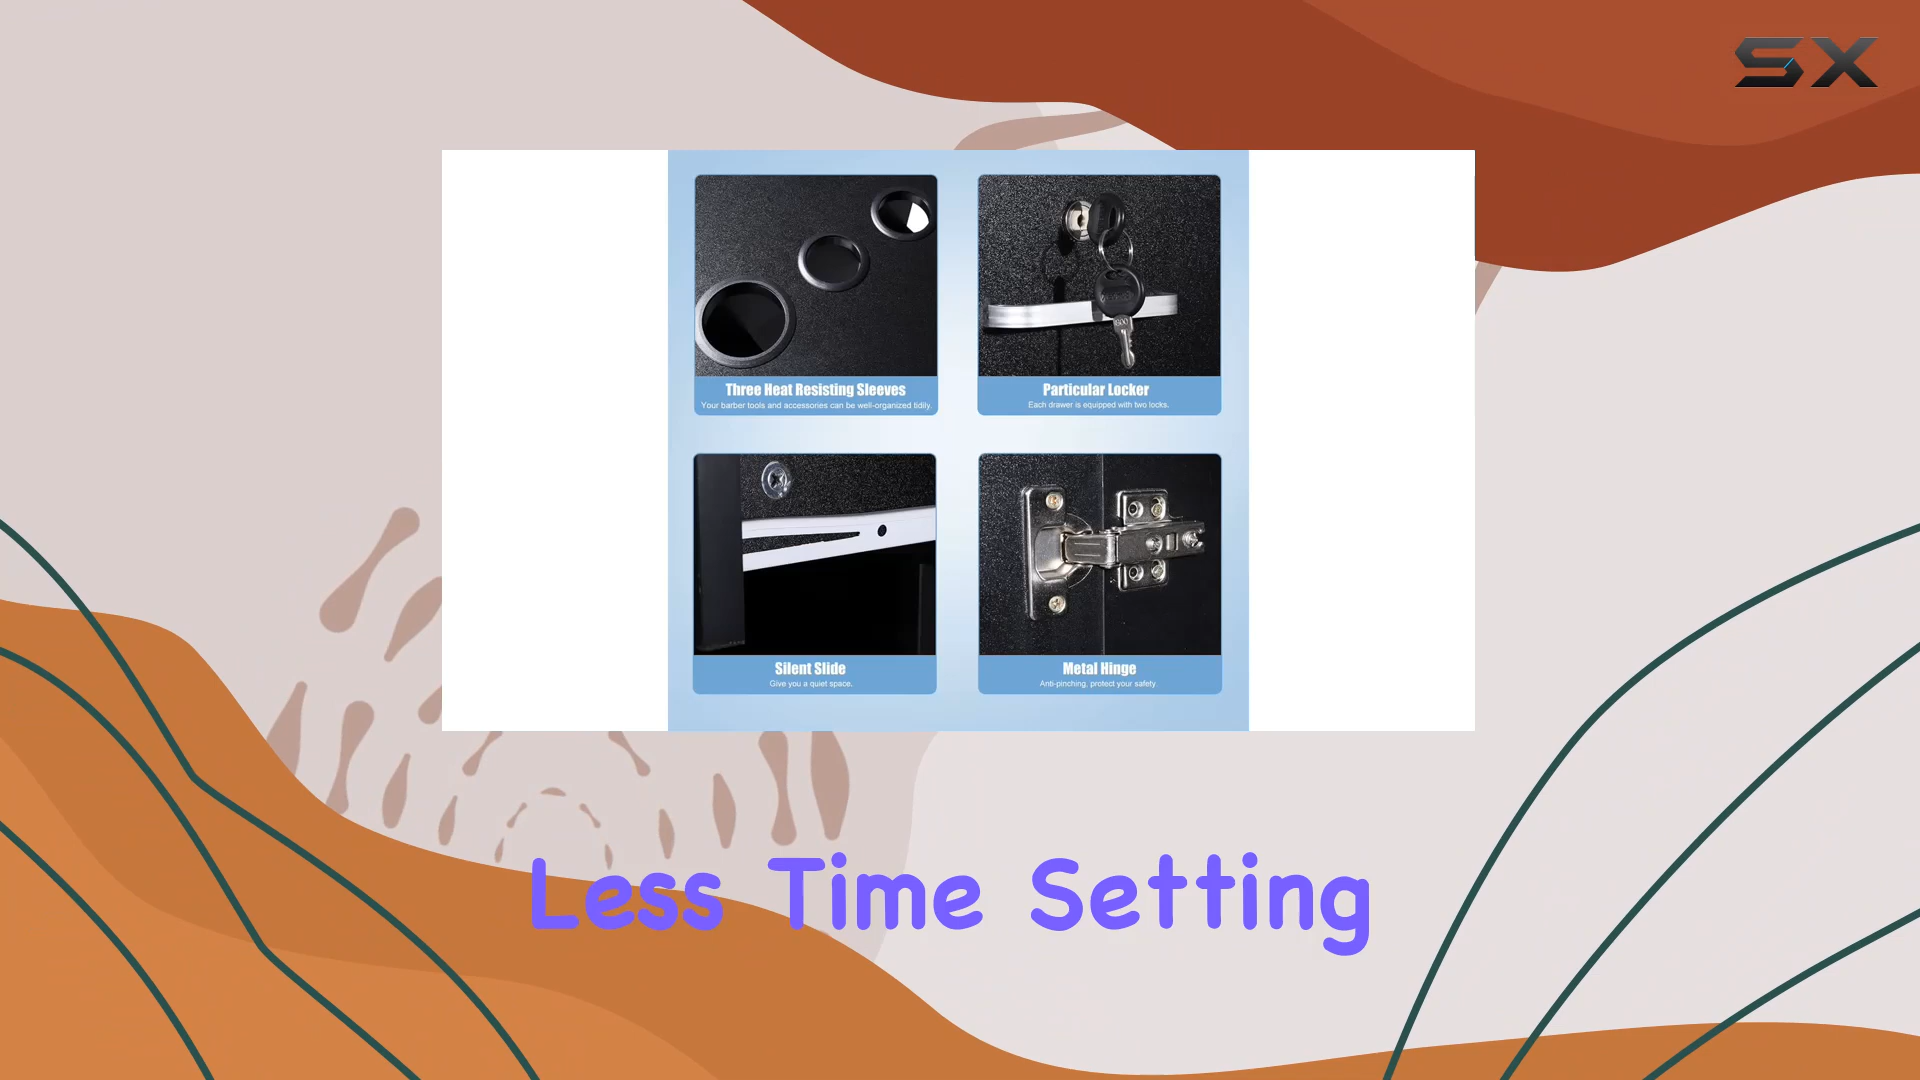 SX
Three Heat Resisting Sleeves
Your barber tools and accessories can be well-organized tidily.
Particular Locker
Each drawer is equipped with two locks.
Silent Slide
Give you a quiet space.
Metal Hinge
Anti-pinching, protect your safety.
Less Time Setting